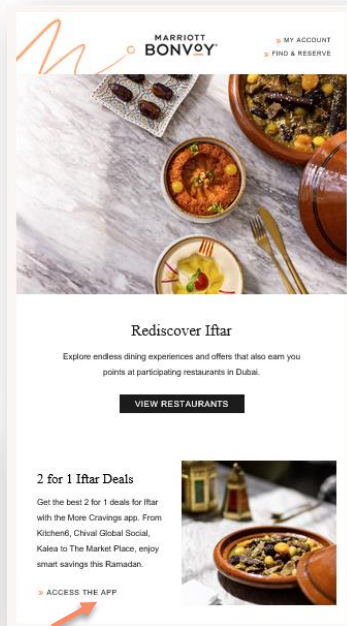 MARRIOTT
BONVOY
» MY ACCOUNT
» FIND & RESERVE
Rediscover Iftar
Explore endless dining experiences and offers that also earn you
points at participating restaurants in Dubai.
VIEW RESTAURANTS
2 for 1 Iftar Deals
Get the best 2 for 1 deals for Iftar
with the More Cravings app. From
Kitchen6, Chival Global Social,
Kalea to The Market Place, enjoy
smart savings this Ramadan.
» ACCESS THE APP